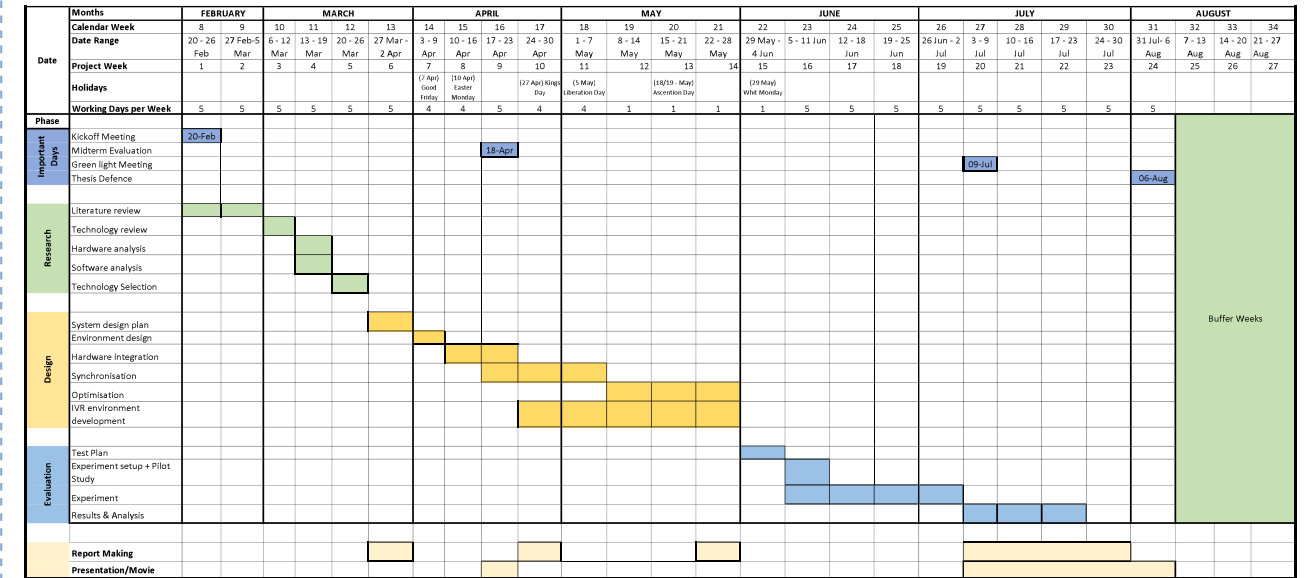 Months FEBRUARY MARCH APRIL MAY JUNE JULY AUGUST
Calendar Week 8 9 10 11 12 13 14 15 16 17 18 19 20 21 22 23 24 25 26 27 28 29 30 31 32 33 34
Date
Date Range 20 - 26 27 Feb-5 6 - 12 13 - 19 20 - 26 27 Mar - 3 - 9 10 - 16 17 - 23 24 - 30 1 - 7 8 - 14 15 - 21 22 - 28 29 May - 5 - 11 Jun 12 - 18 19 - 25 26 Jun - 2 3 - 9 10 - 16 17 - 23 24 - 30 31 Jul- 6 7 - 13 14 - 20 21 - 27
Feb Mar Mar Mar Mar 2 Apr Apr Apr Apr Apr May May May May 4 Jun Jun Jun Jul Jul Jul Jul Jul Aug Aug Aug Aug
Project Week 1 2 3 4 5 6 7 8 9 10 11 12 13 14 15 16 17 18 19 20 21 22 23 24 25 26 27
Holidays (7 Apr) Good Friday (10 Apr) Easter Monday (27 Apr) Kings Day (5 May) Liberation Day (18/19 - May) Ascention Day (29 May) Whit Monday
Working Days per Week 5 5 5 5 5 5 4 4 5 4 4 1 1 1 1 5 5 5 5 5 5 5 5 5
Phase
Important Days
Kickoff Meeting 20-Feb
Midterm Evaluation 18-Apr
Green light Meeting 09-Jul
Thesis Defence 06-Aug
Research
Literature review
Technology review
Hardware analysis
Software analysis
Technology Selection
Buffer Weeks
Design
System design plan
Environment design
Hardware integration
Synchronisation
Optimisation
IVR environment
development
Evaluation
Test Plan
Experiment setup + Pilot
Study
Experiment
Results & Analysis
Report Making
Presentation/Movie